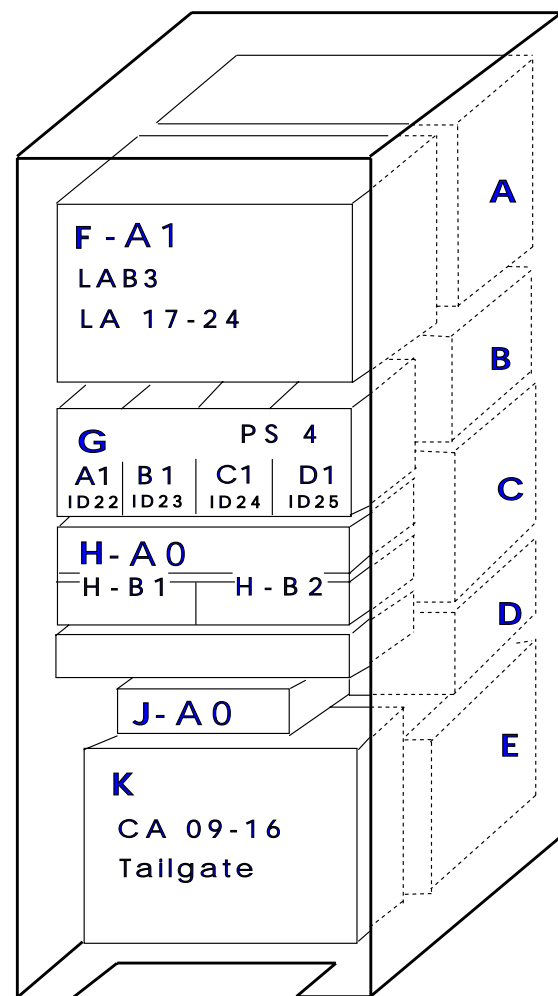 A
F-A1
LAB3
LA 17-24
B
G PS 4
A1 B1 C1 D1
ID22 ID23 ID24 ID25
C
H-A0
H-B1 H-B2
D
J-A0
E
K
CA 09-16
Tailgate